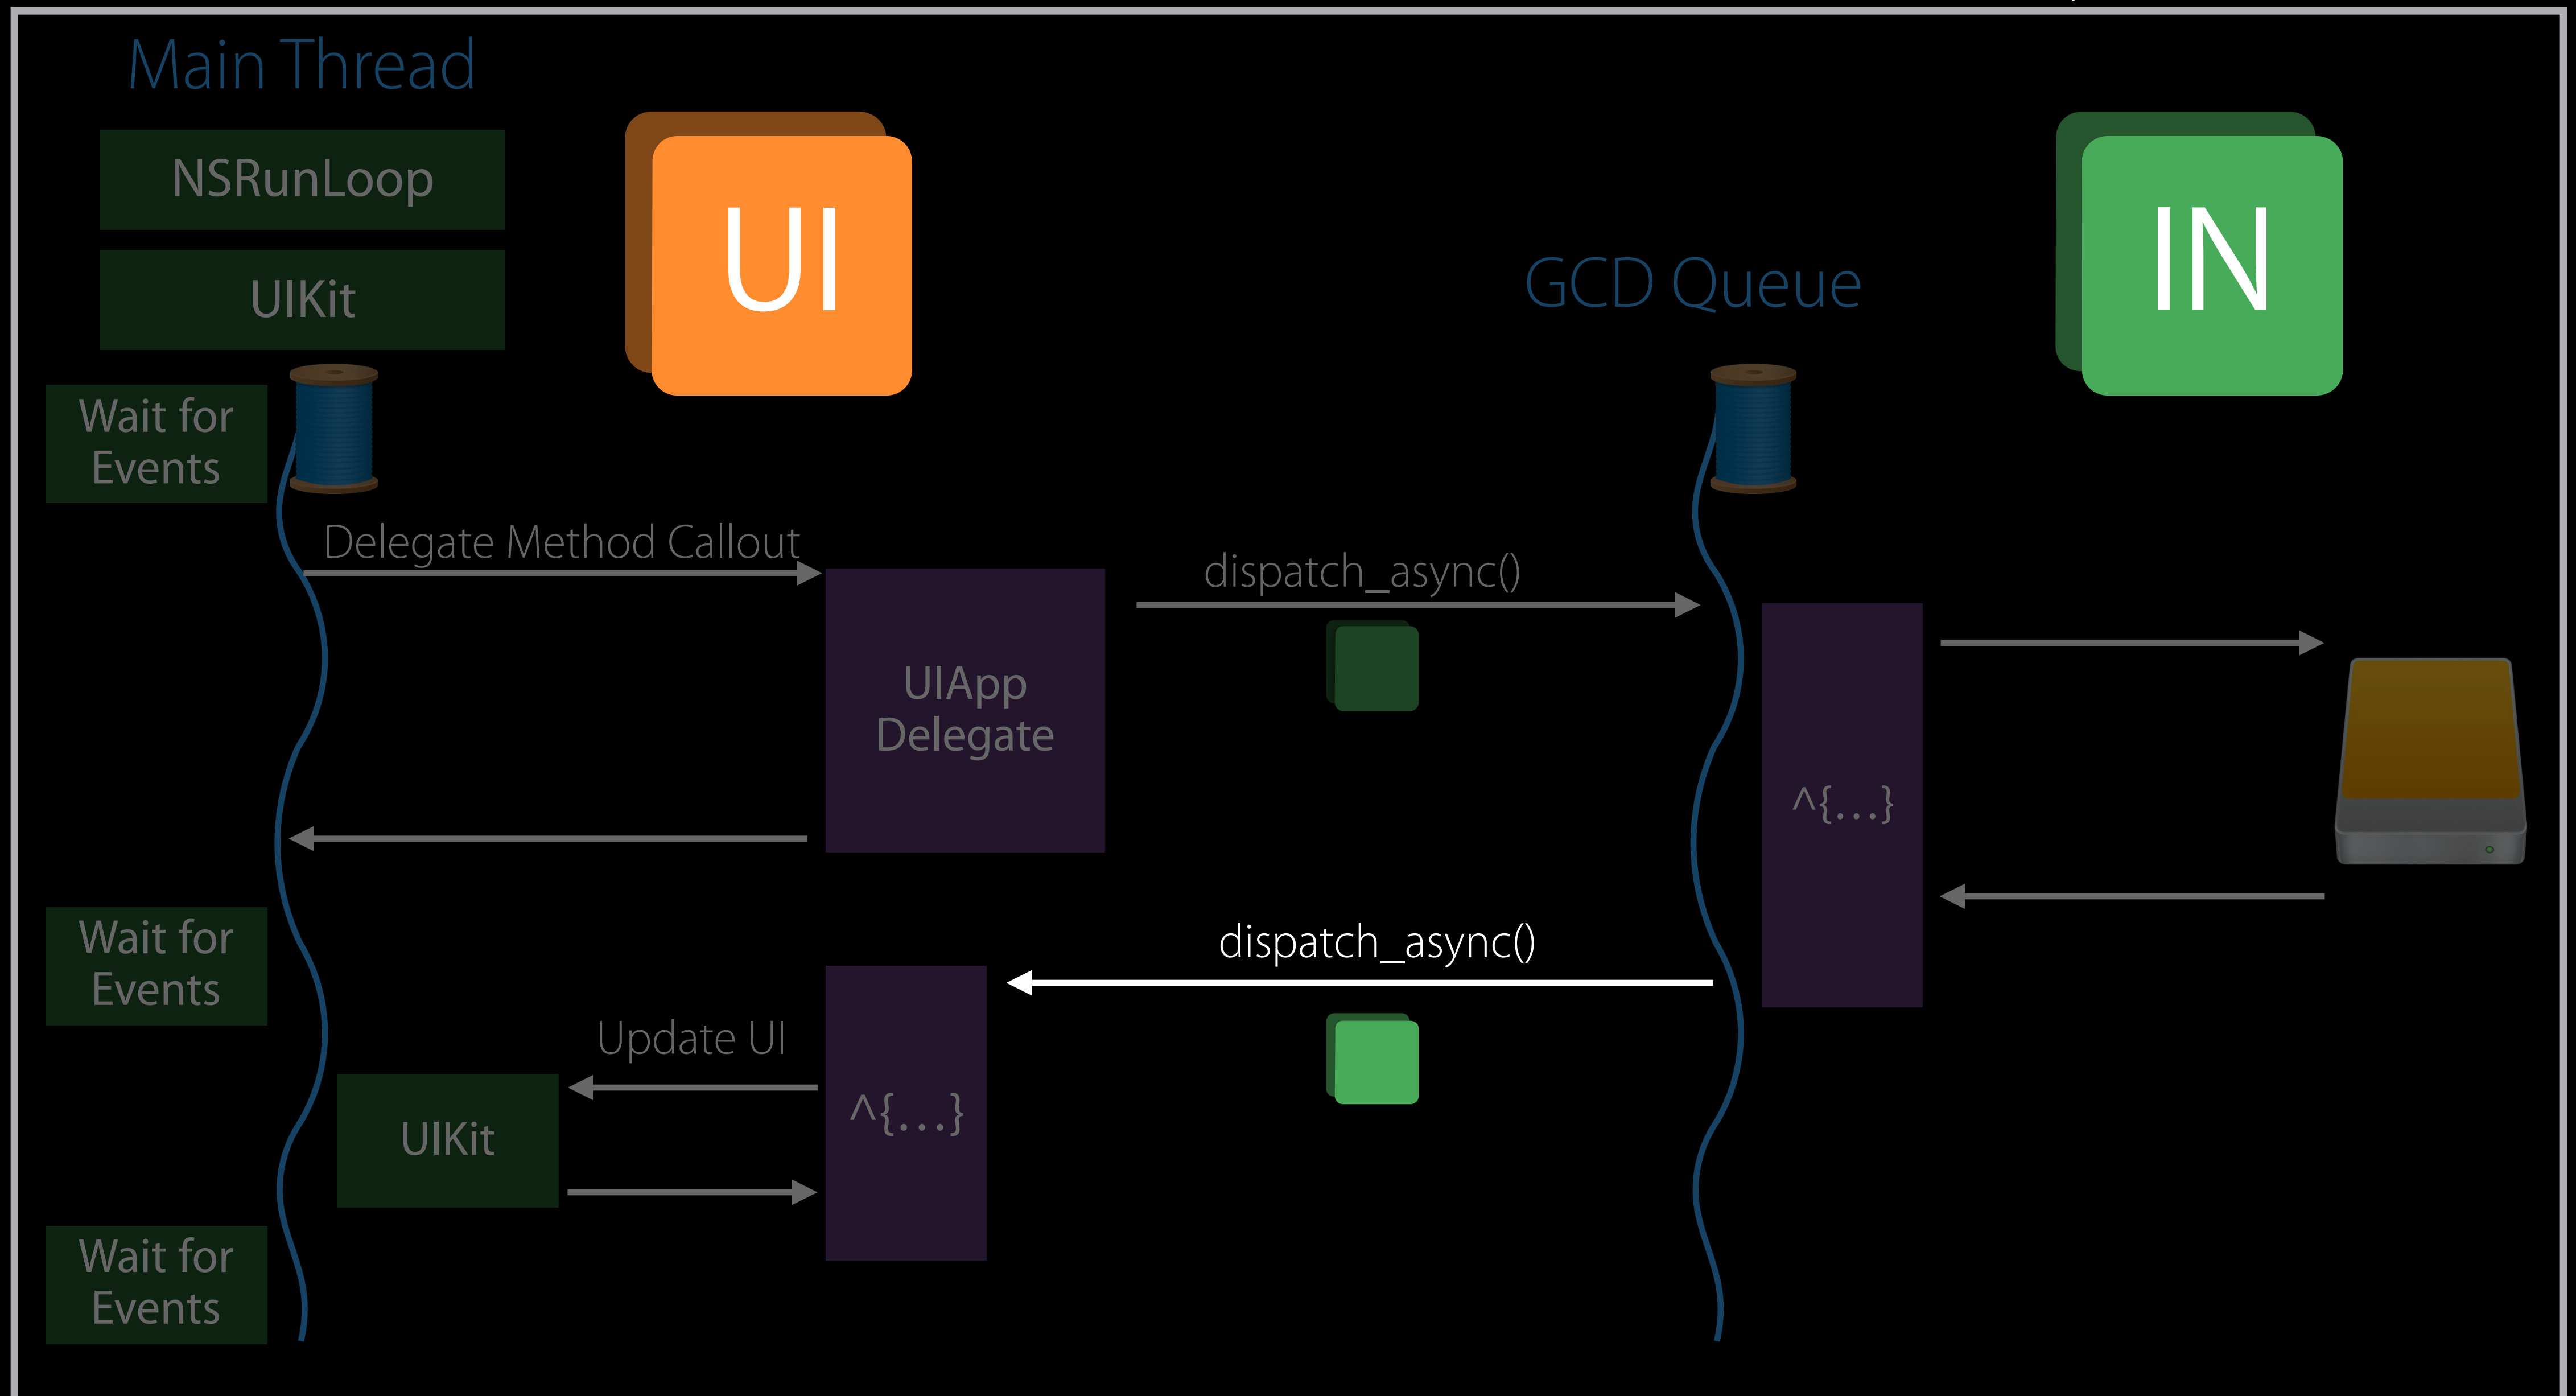 Main Thread
NSRunLoop
UIKit
UI
IN
GCD Queue
Wait for
Events
Delegate Method Callout
dispatch_async()
UIApp
Delegate
^{…}
Wait for
Events
dispatch_async()
Update UI
^{…}
UIKit
Wait for
Events